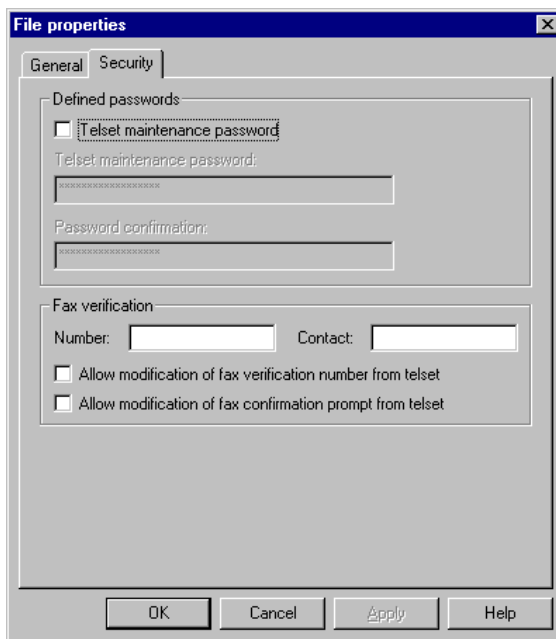 File properties
General Security
Defined passwords
Telset maintenance password
Telset maintenance password:
******************
Password confirmation:
******************
Fax verification
Number: Contact:
Allow modification of fax verification number from telset
Allow modification of fax confirmation prompt from telset
OK Cancel Apply Help